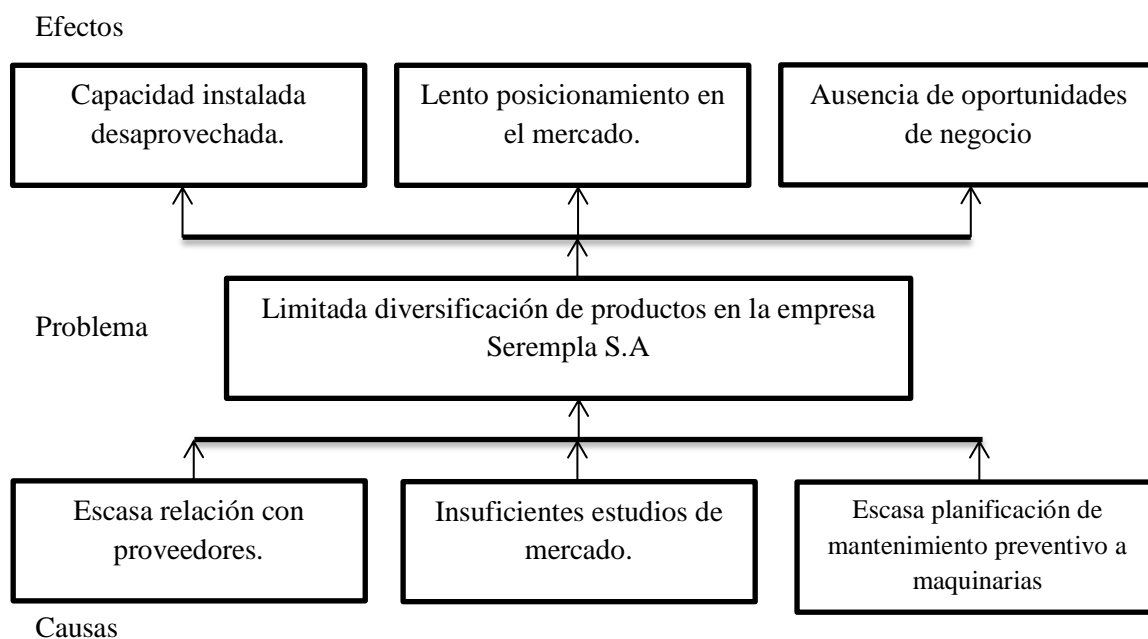 Efectos
Capacidad instalada
desaprovechada.
Lento posicionamiento en
el mercado.
Ausencia de oportunidades
de negocio
Problema
Limitada diversificación de productos en la empresa
Serempla S.A
Escasa relación con
proveedores.
Insuficientes estudios de
mercado.
Escasa planificación de
mantenimiento preventivo a
maquinarias
Causas